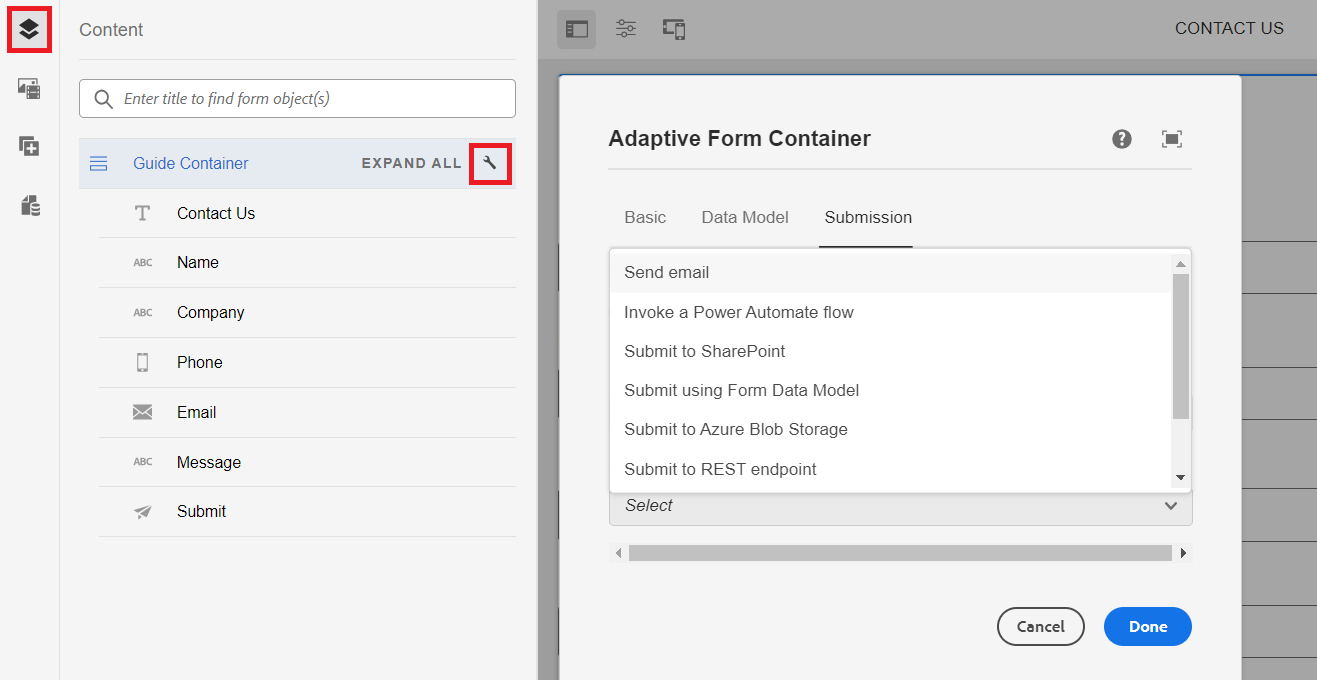 Content
Enter title to find form object(s)
Guide Container EXPAND ALL
T Contact Us
ABC Name
ABC Company
Phone
Email
ABC Message
Submit
CONTACT US
Adaptive Form Container
Basic Data Model Submission
Send email
Invoke a Power Automate flow
Submit to SharePoint
Submit using Form Data Model
Submit to Azure Blob Storage
Submit to REST endpoint
Select
Cancel Done